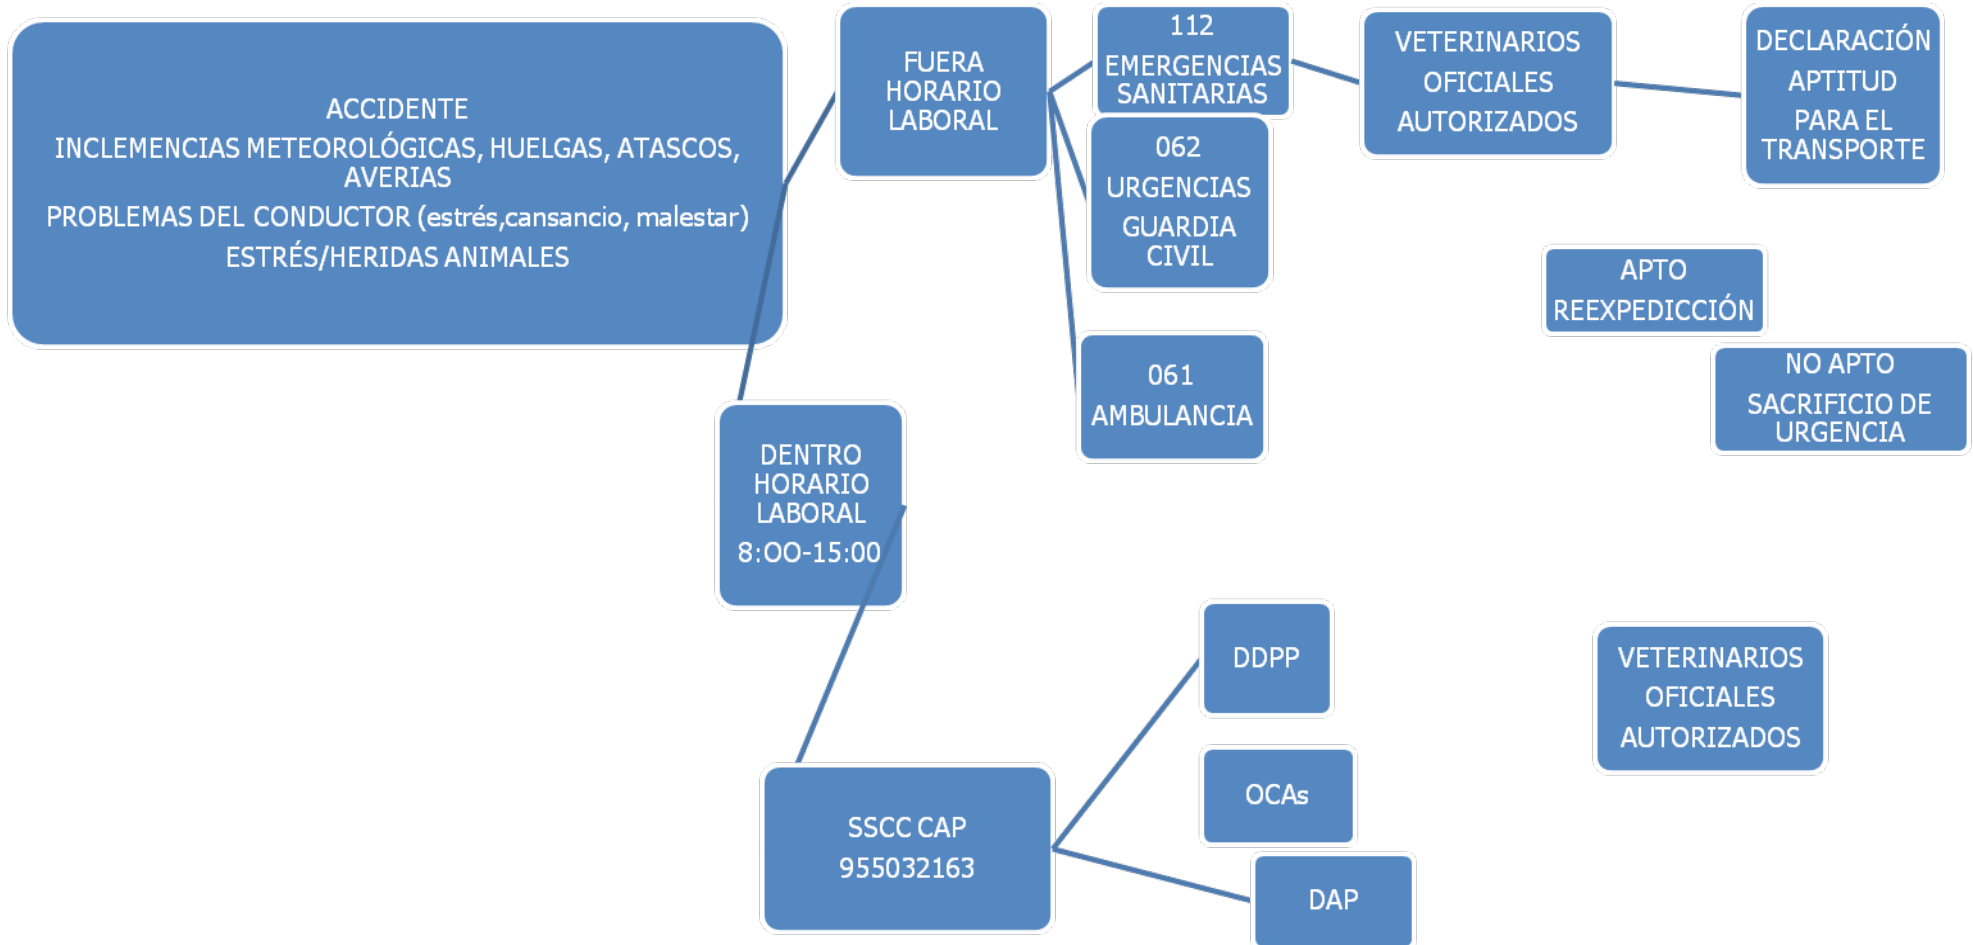 ACCIDENTE
INCLEMENCIAS METEOROLÓGICAS, HUELGAS, ATASCOS,
AVERIAS
PROBLEMAS DEL CONDUCTOR (estrés,cansancio, malestar)
ESTRÉS/HERIDAS ANIMALES
FUERA
HORARIO
LABORAL
112
EMERGENCIAS
SANITARIAS
VETERINARIOS
OFICIALES
AUTORIZADOS
DECLARACIÓN
APTITUD
PARA EL
TRANSPORTE
062
URGENCIAS
GUARDIA
CIVIL
061
AMBULANCIA
APTO
REEXPEDICCIÓN
NO APTO
SACRIFICIO DE
URGENCIA
DENTRO
HORARIO
LABORAL
8:OO-15:00
SSCC CAP
955032163
DDPP
OCAs
DAP
VETERINARIOS
OFICIALES
AUTORIZADOS